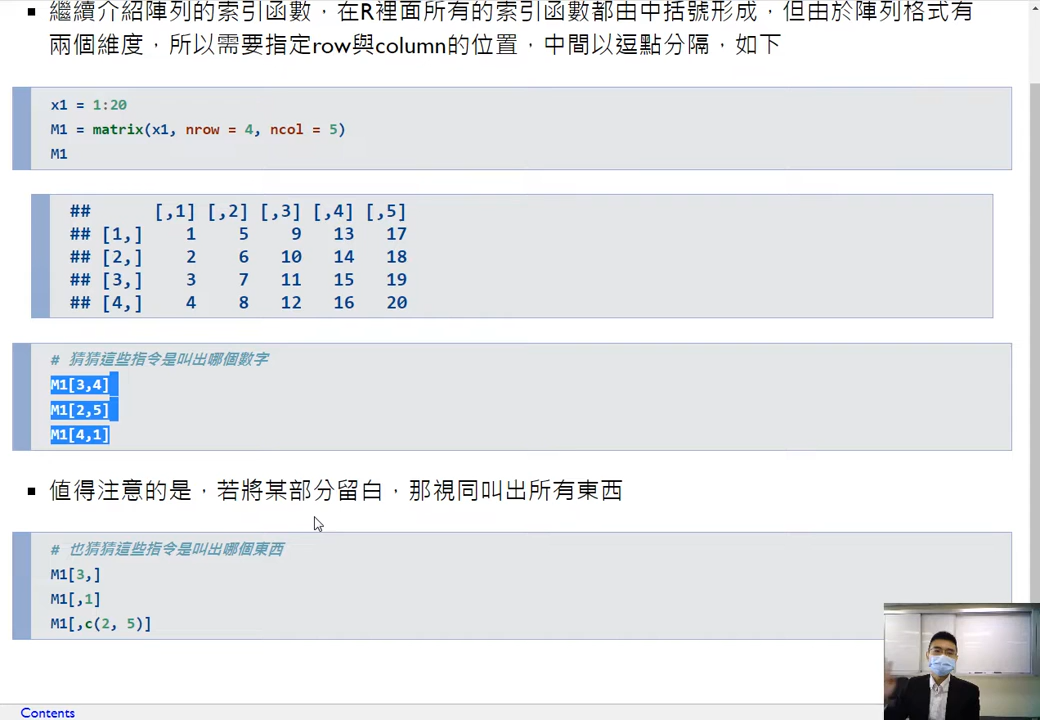 繼續介紹陣列的索引函數，在R裡面所有的索引函數都由中括號形成，但由於陣列格式有
兩個維度，所以需要指定row與column的位置，中間以逗點分隔，如下
x1 = 1:20
M1 = matrix(x1, nrow = 4, ncol = 5)
M1
## [,1] [,2] [,3] [,4] [,5]
## [1,] 1 5 9 13 17
## [2,] 2 6 10 14 18
## [3,] 3 7 11 15 19
## [4,] 4 8 12 16 20
# 猜猜這些指令是叫出哪個數字
M1[3,4]
M1[2,5]
M1[4,1]
值得注意的是，若將某部分留白，那視同叫出所有東西
# 也猜猜這些指令是叫出哪個東西
M1[3,]
M1[,1]
M1[,c(2, 5)]
Contents